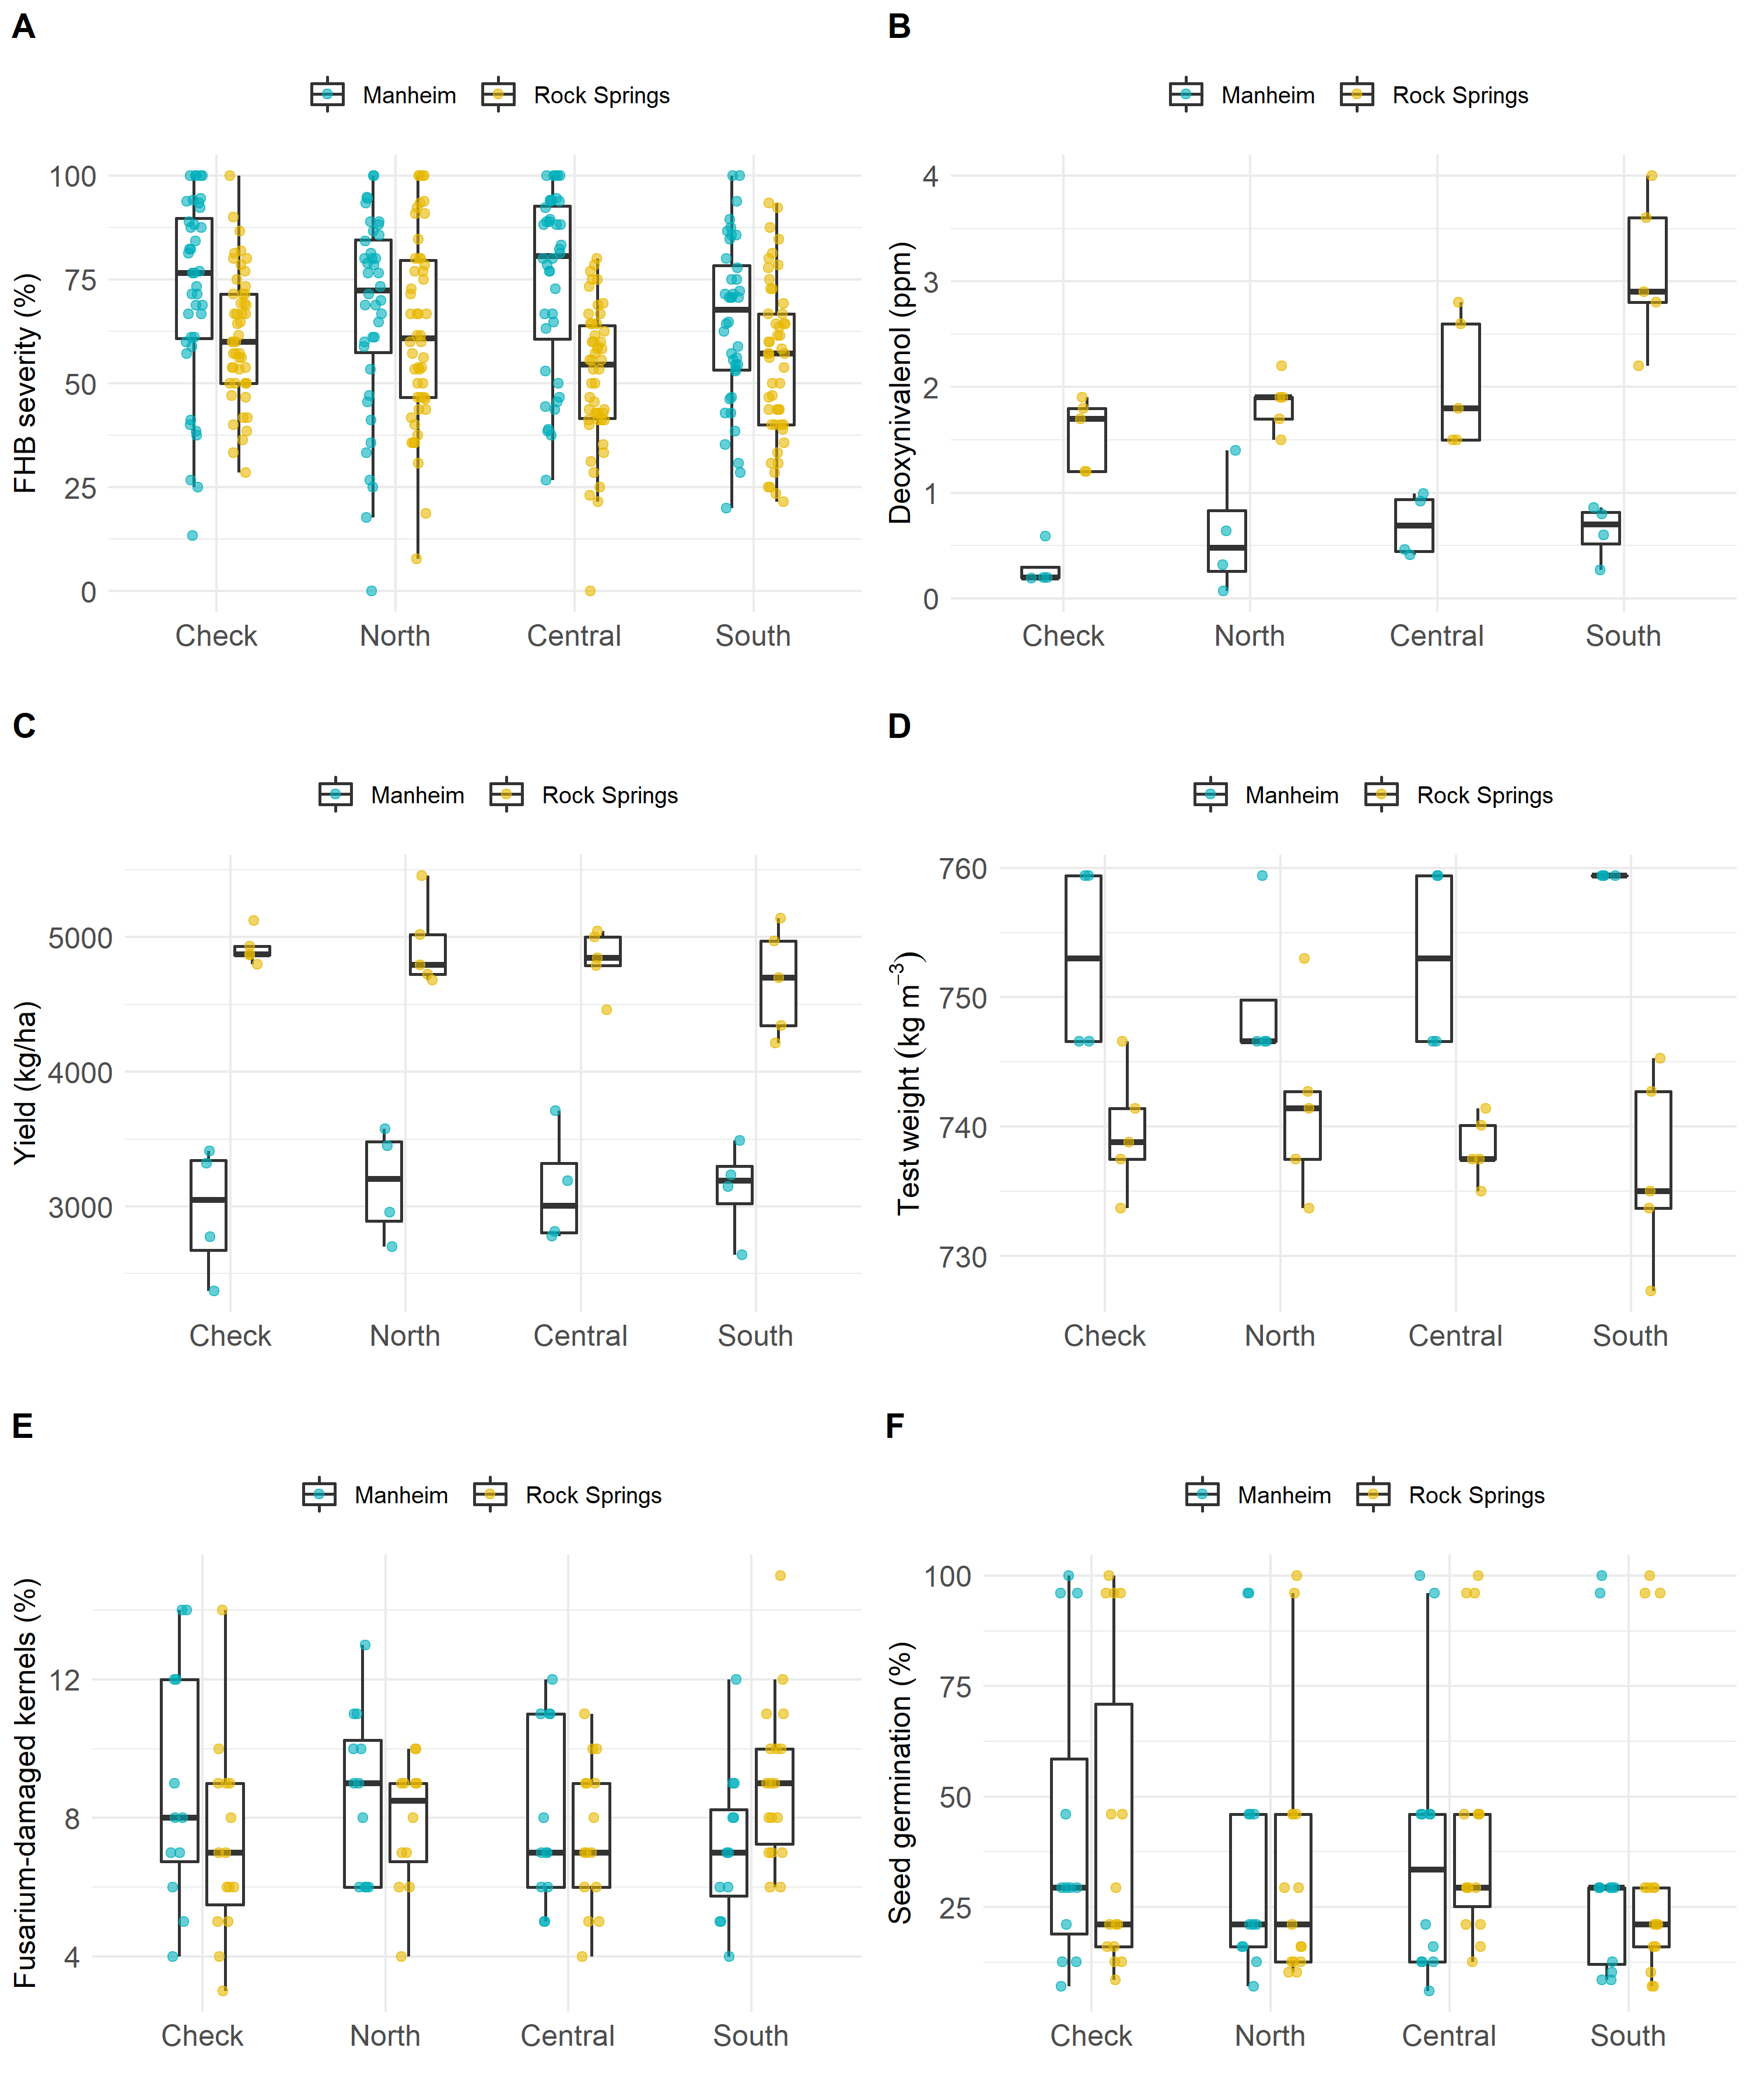 A
Manheim Rock Springs
FHB severity (%)
100
75
50
25
0
Check North Central South
B
Manheim Rock Springs
Deoxynivalenol (ppm)
4
3
2
1
0
Check North Central South
C
Manheim Rock Springs
Yield (kg/ha)
5000
4000
3000
Check North Central South
D
Manheim Rock Springs
Test weight (kg m⁻³)
760
750
740
730
Check North Central South
E
Manheim Rock Springs
Fusarium-damaged kernels (%)
12
8
4
Check North Central South
F
Manheim Rock Springs
Seed germination (%)
100
75
50
25
Check North Central South